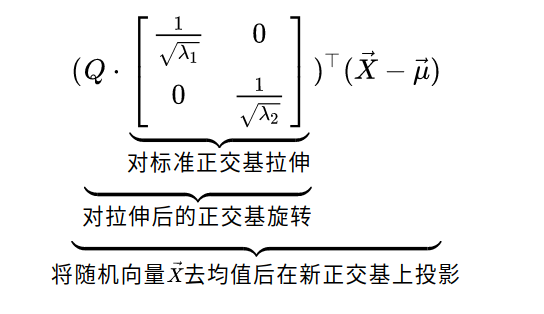 $(Q \cdot \begin{bmatrix} \frac{1}{\sqrt{\lambda_1}} & 0 \\ 0 & \frac{1}{\sqrt{\lambda_2}} \end{bmatrix})^\top (\vec{X} - \vec{\mu})$
对标准正交基拉伸
对拉伸后的正交基旋转
将随机向量$\vec{X}$去均值后在新正交基上投影